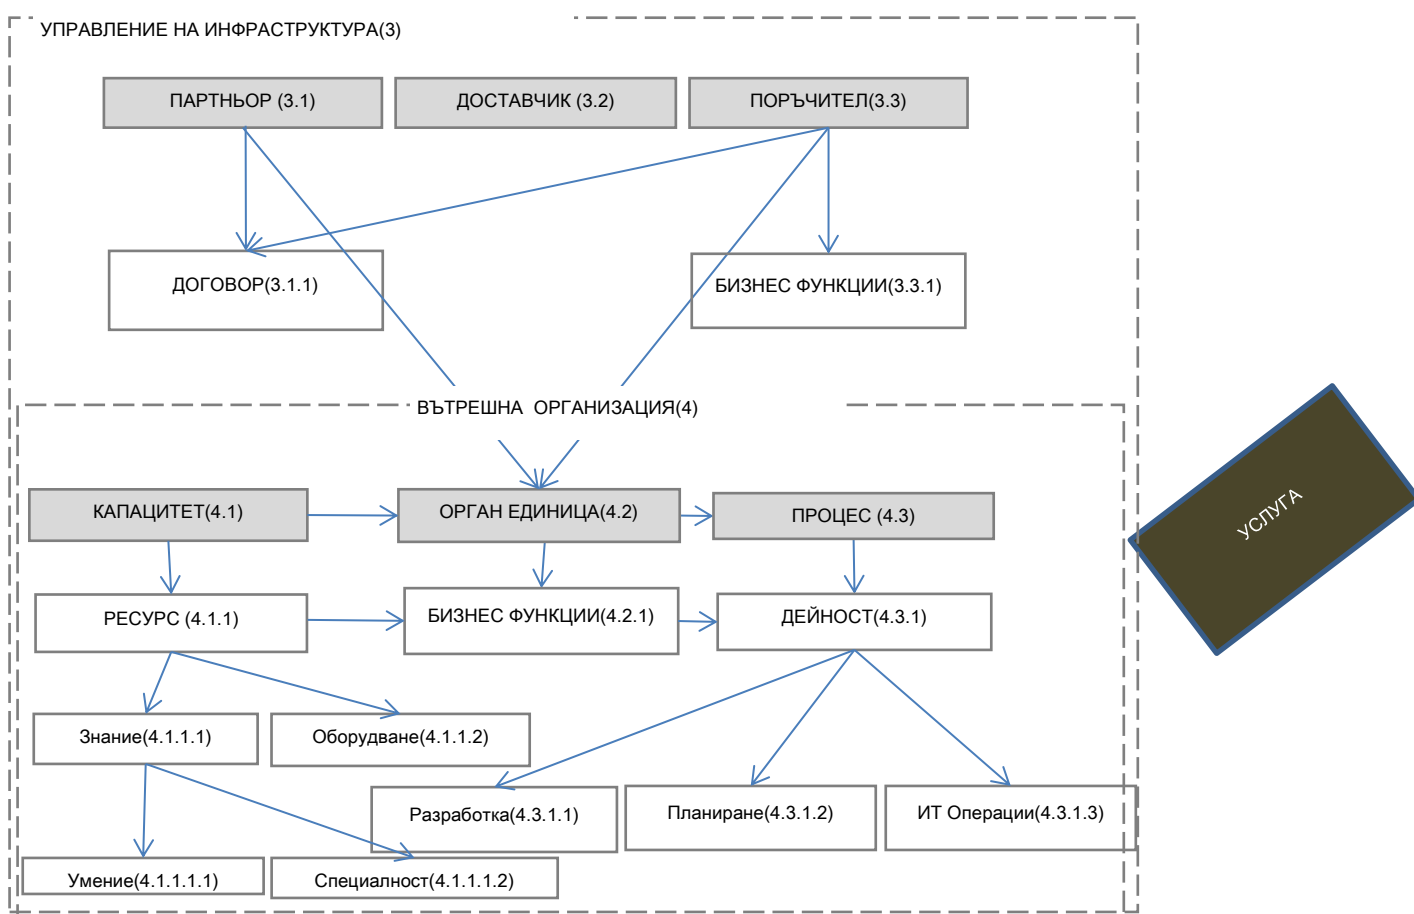 УПРАВЛЕНИЕ НА ИНФРАСТРУКТУРА(3)
ПАРТНЬОР (3.1)
ДОСТАВЧИК (3.2)
ПОРЪЧИТЕЛ(3.3)
ДОГОВОР(3.1.1)
БИЗНЕС ФУНКЦИИ(3.3.1)
ВЪТРЕШНА ОРГАНИЗАЦИЯ(4)
КАПАЦИТЕТ(4.1)
ОРГАН ЕДИНИЦА(4.2)
ПРОЦЕС (4.3)
УСЛУГА
РЕСУРС (4.1.1)
БИЗНЕС ФУНКЦИИ(4.2.1)
ДЕЙНОСТ(4.3.1)
Знание(4.1.1.1)
Оборудване(4.1.1.2)
Разработка(4.3.1.1)
Планиране(4.3.1.2)
ИТ Операции(4.3.1.3)
Умение(4.1.1.1.1)
Специалност(4.1.1.1.2)